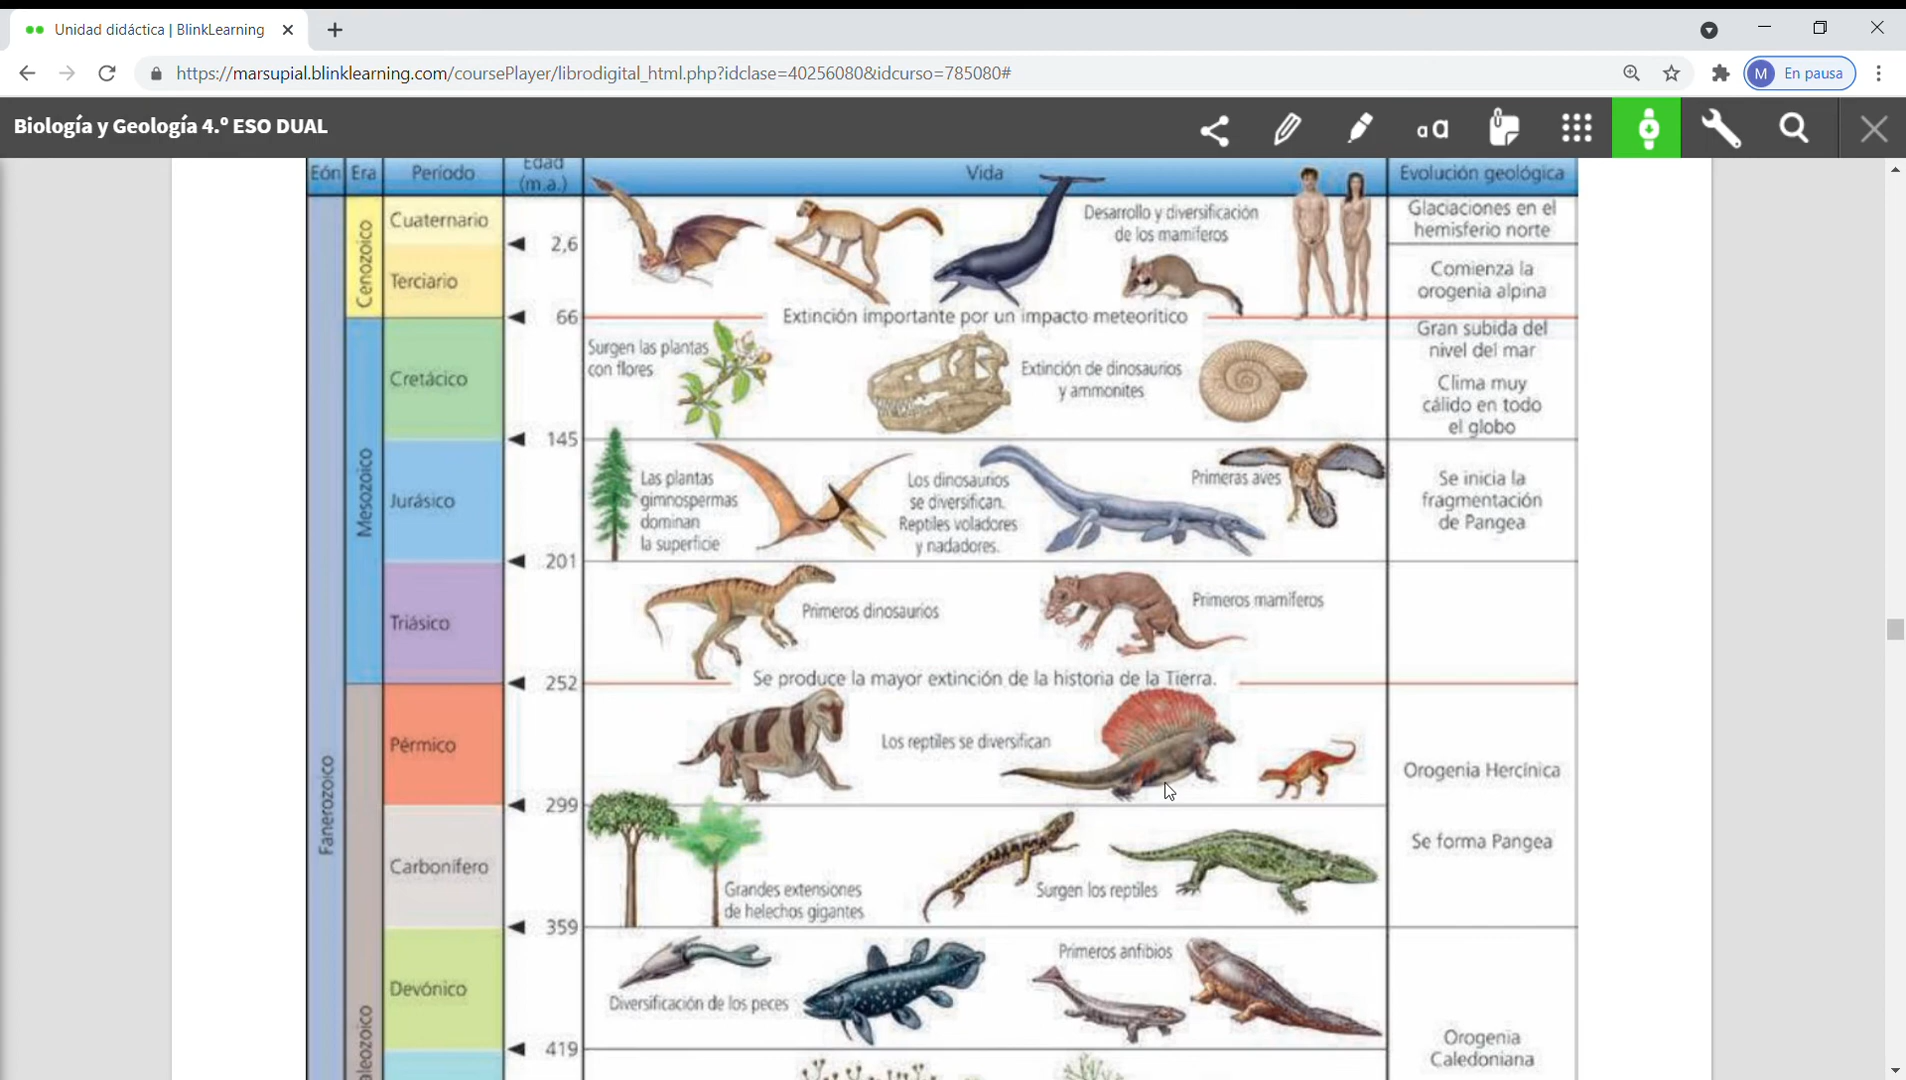 Unidad didáctica | BlinkLearning
https://marsupial.blinklearning.com/coursePlayer/librodigital_html.php?idclase=40256080&idcurso=785080#
M En pausa
Biología y Geología 4.º ESO DUAL
a a
Eón Era Período Edad (m.a.) Vida Evolución geológica
Fanerozoico
Cenozoico
Cuaternario
Desarrollo y diversificación
de los mamíferos
Glaciaciones en el
hemisferio norte
2,6
Terciario
Comienza la
orogenia alpina
66
Extinción importante por un impacto meteorítico
Mesozoico
Cretácico
Surgen las plantas
con flores
Extinción de dinosaurios
y ammonites
Gran subida del
nivel del mar
Clima muy
cálido en todo
el globo
145
Jurásico
Las plantas
gimnospermas
dominan
la superficie
Los dinosaurios
se diversifican.
Reptiles voladores
y nadadores.
Primeras aves
Se inicia la
fragmentación
de Pangea
201
Triásico
Primeros dinosaurios
Primeros mamíferos
252
Se produce la mayor extinción de la historia de la Tierra.
Pérmico
Los reptiles se diversifican
Orogenia Hercínica
299
Carbonífero
Grandes extensiones
de helechos gigantes
Surgen los reptiles
Se forma Pangea
359
Devónico
Diversificación de los peces
Primeros anfibios
Orogenia
Caledoniana
419
aleozoico